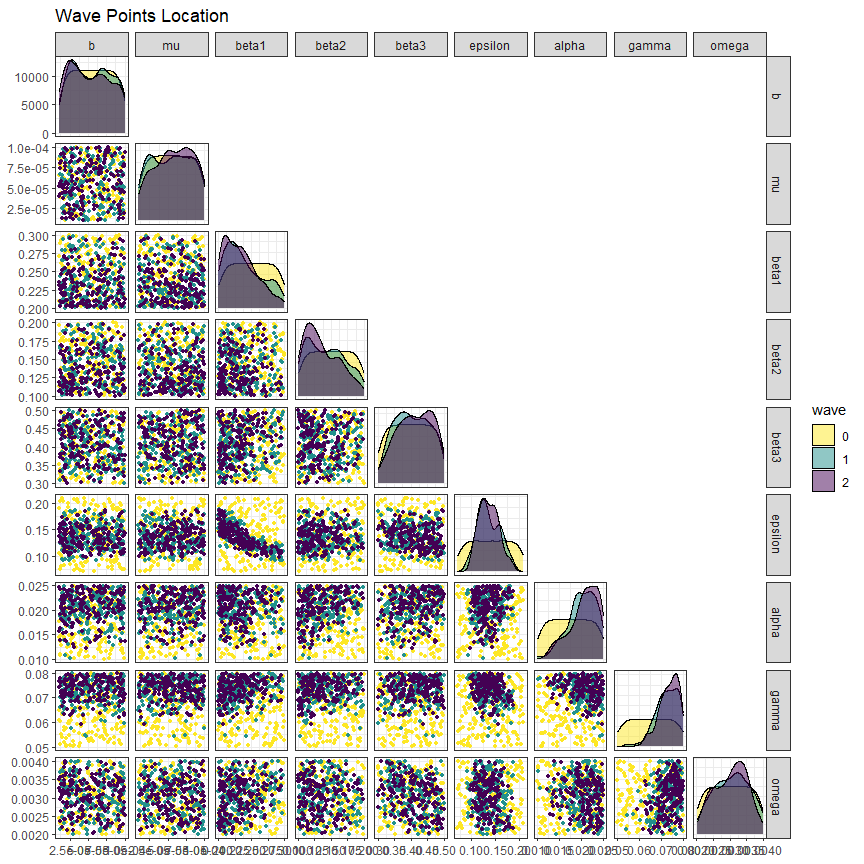 Wave Points Location
b mu beta1 beta2 beta3 epsilon alpha gamma omega
10000
5000
0
b
1.0e-04
7.5e-05
5.0e-05
2.5e-05
mu
0.300
0.275
0.250
0.225
0.200
beta1
0.200
0.175
0.150
0.125
0.100
beta2
0.50
0.45
0.40
0.35
0.30
beta3
wave
0
1
2
0.20
0.15
0.10
epsilon
0.025
0.020
0.015
0.010
alpha
0.08
0.07
0.06
0.05
gamma
0.0040
0.0035
0.0030
0.0025
0.0020
omega